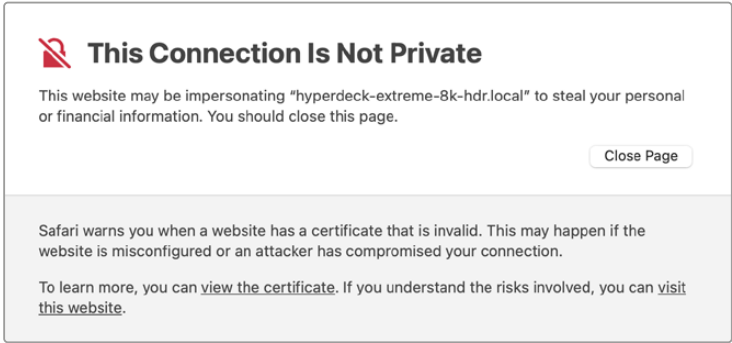 This Connection Is Not Private
This website may be impersonating “hyperdeck-extreme-8k-hdr.local” to steal your personal
or financial information. You should close this page.
Close Page
Safari warns you when a website has a certificate that is invalid. This may happen if the
website is misconfigured or an attacker has compromised your connection.
To learn more, you can view the certificate. If you understand the risks involved, you can visit
this website.